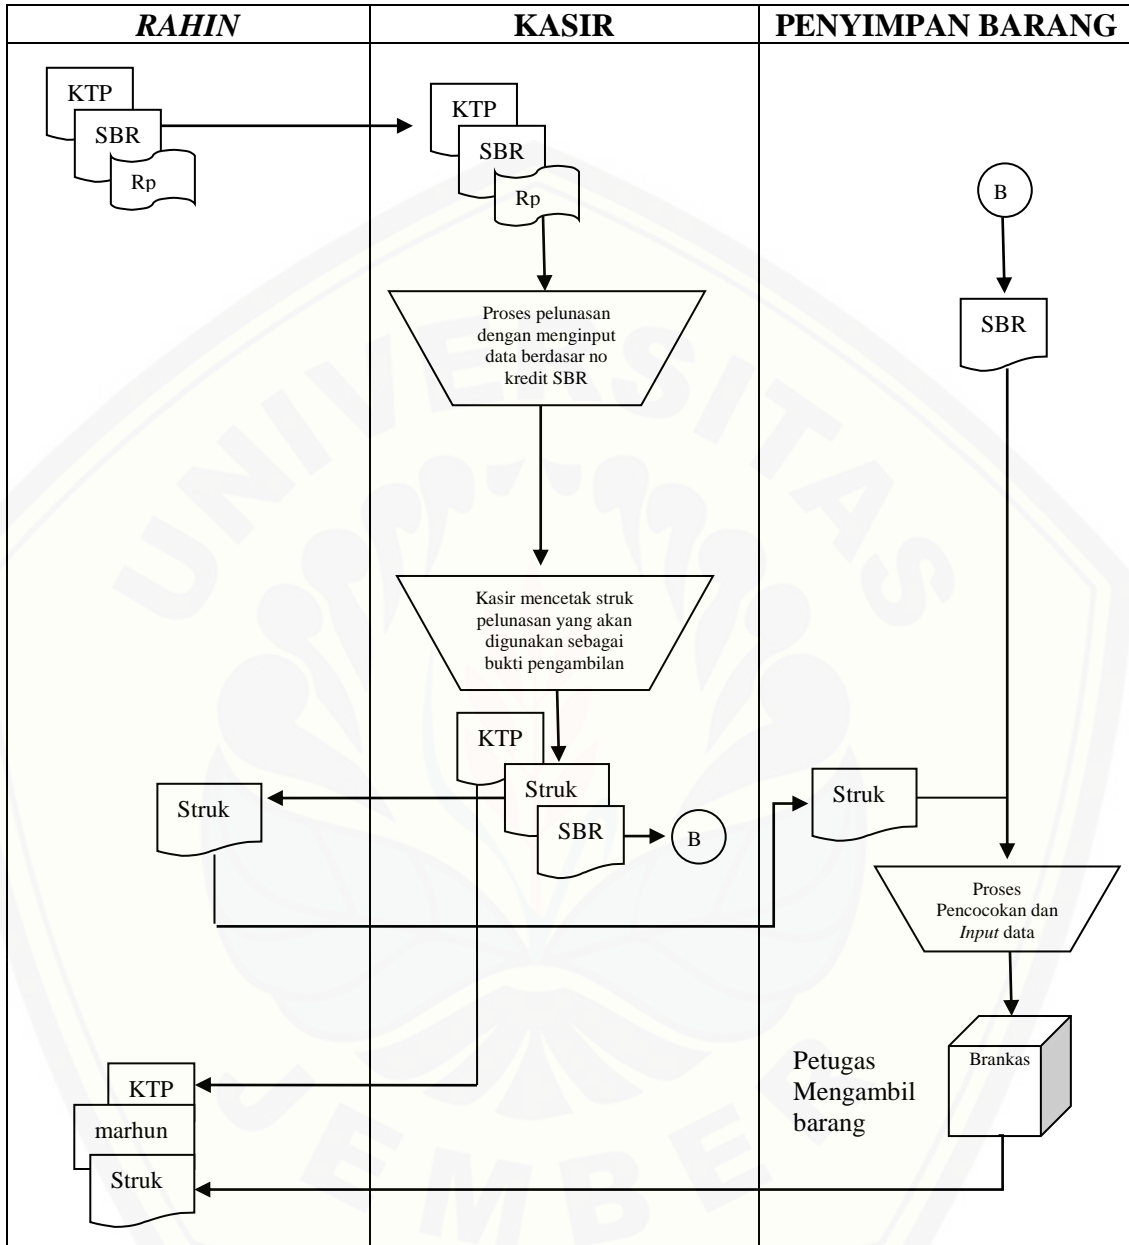 RAHIN
KASIR
PENYIMPAN BARANG
KTP
SBR
Rp
KTP
SBR
Rp
B
SBR
Proses pelunasan
dengan menginput
data berdasar no
kredit SBR
Kasir mencetak struk
pelunasan yang akan
digunakan sebagai
bukti pengambilan
KTP
Struk
SBR
B
Struk
Struk
Proses
Pencocokan dan
Input data
Brankas
Petugas
Mengambil
barang
KTP
marhun
Struk
UNIVERSITAS
JEMBER